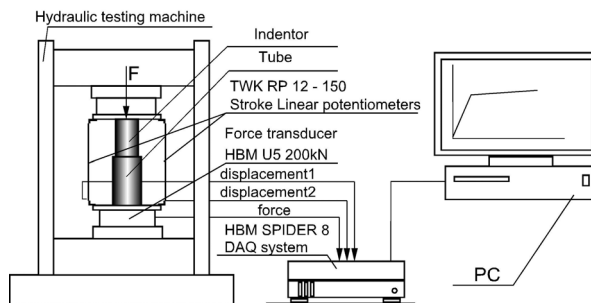 Hydraulic testing machine
Indentor
Tube
F
TWK RP 12 - 150
Stroke Linear potentiometers
Force transducer
HBM U5 200kN
displacement1
displacement2
force
HBM SPIDER 8
DAQ system
PC